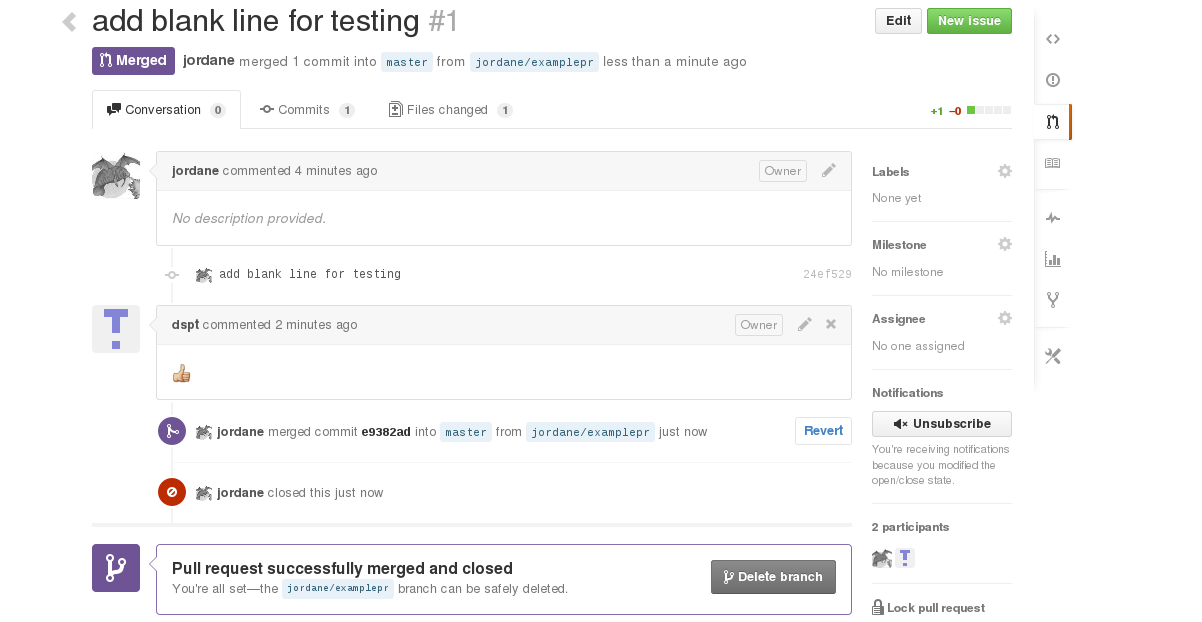 add blank line for testing #1
Edit
New issue
Merged jordane merged 1 commit into master from jordane/examplepr less than a minute ago
Conversation 0
Commits 1
Files changed 1
+1 −0
jordane commented 4 minutes ago
Owner
No description provided.
add blank line for testing
24ef529
dspt commented 2 minutes ago
Owner
jordane merged commit e9382ad into master from jordane/examplepr just now
Revert
jordane closed this just now
Pull request successfully merged and closed
You're all set—the jordane/examplepr branch can be safely deleted.
Delete branch
Labels
None yet
Milestone
No milestone
Assignee
No one assigned
Notifications
Unsubscribe
You're receiving notifications
because you modified the
open/close state.
2 participants
Lock pull request